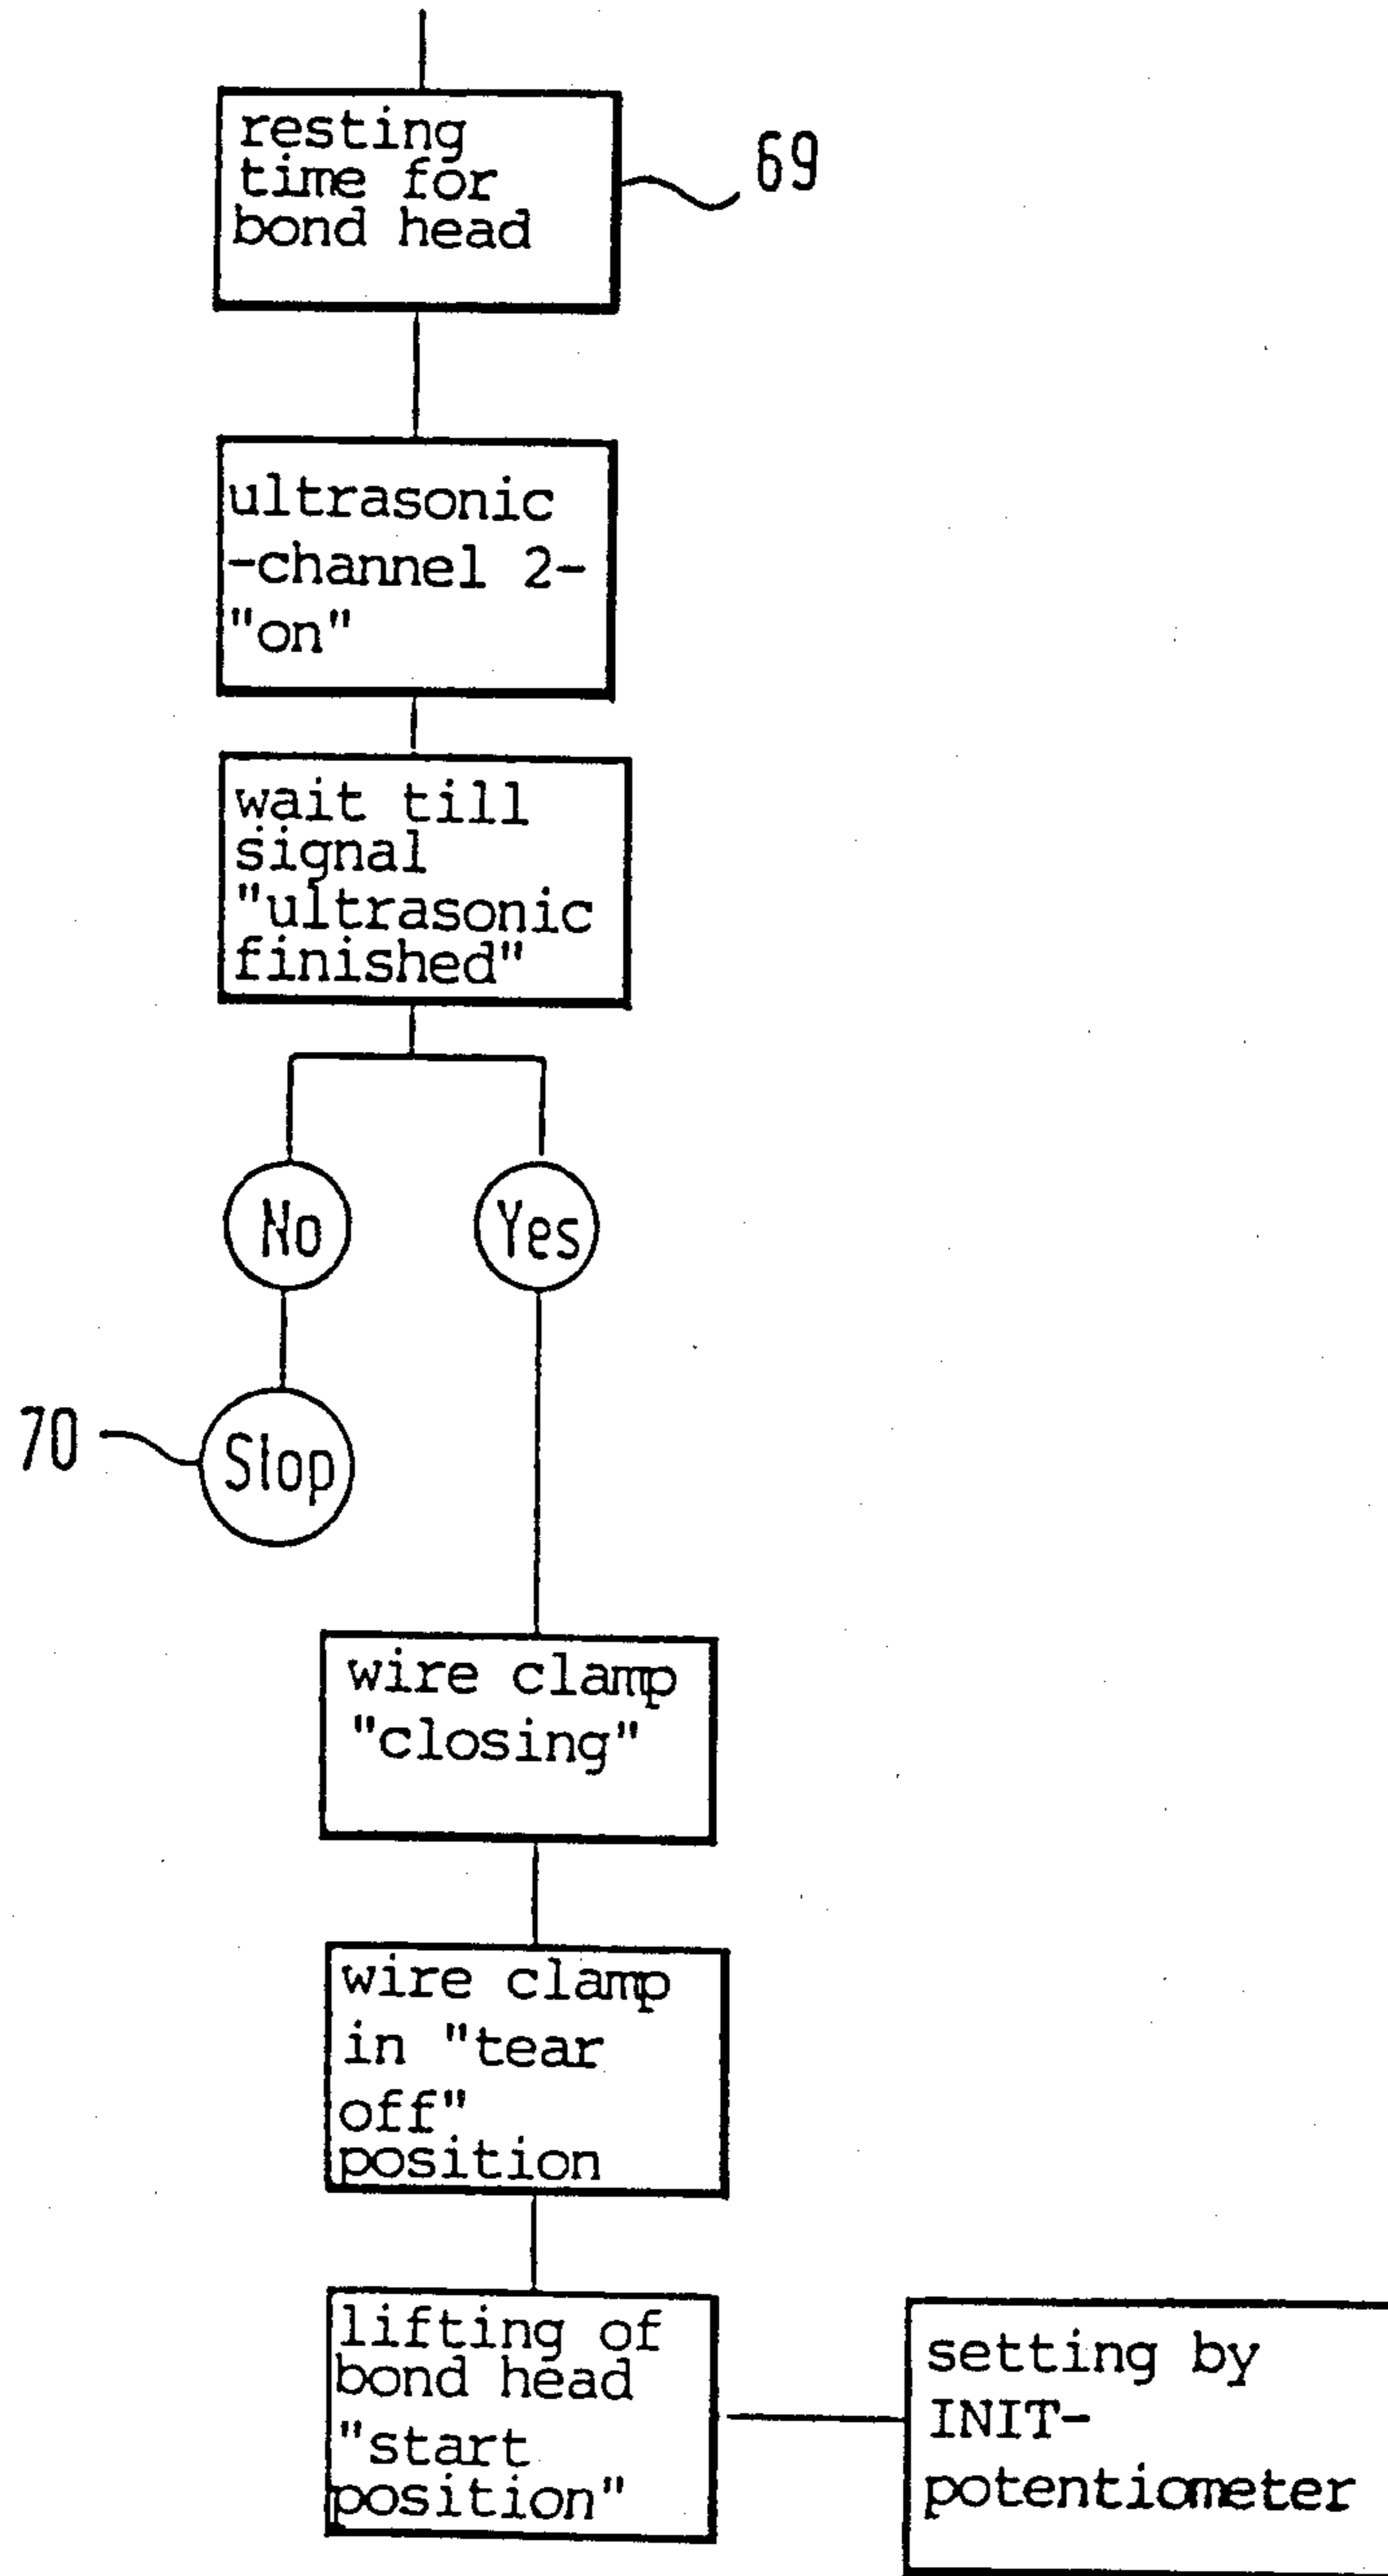 resting
time for
bond head
69
ultrasonic
-channel 2-
"on"
wait till
signal
"ultrasonic
finished"
No
Yes
70
Stop
wire clamp
"closing"
wire clamp
in "tear
off"
position
lifting of
bond head
"start
position"
setting by
INIT-
potentiometer